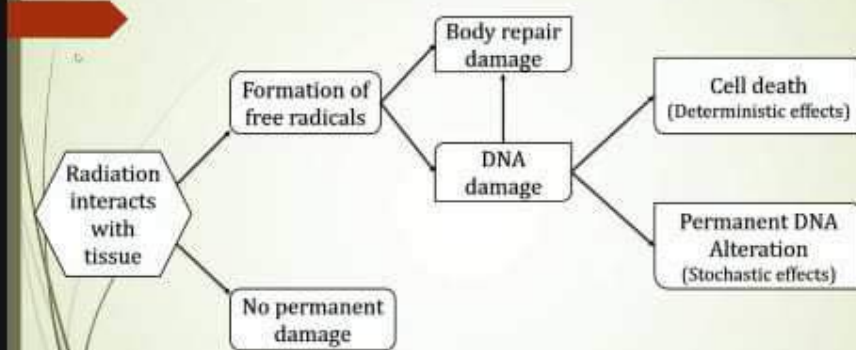 Radiation
interacts
with
tissue
Formation of
free radicals
No permanent
damage
Body repair
damage
DNA
damage
Cell death
(Deterministic effects)
Permanent DNA
Alteration
(Stochastic effects)